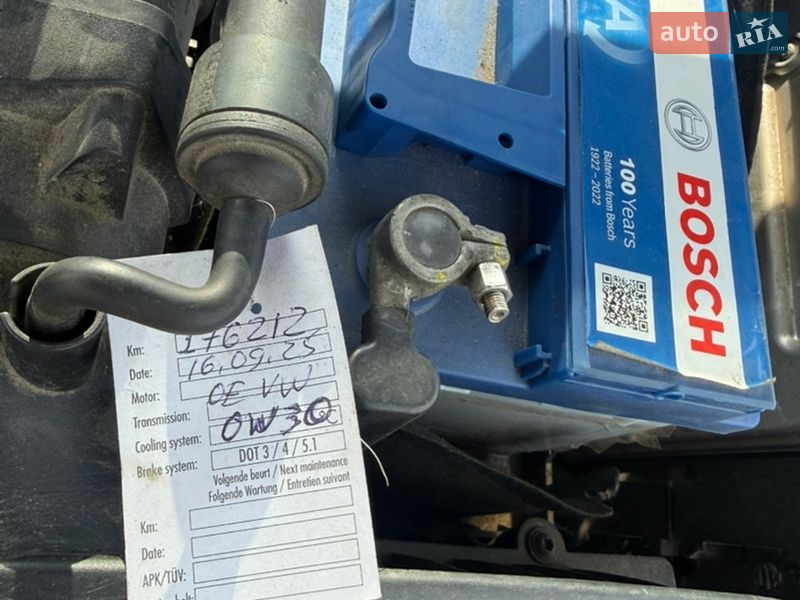 auto RIA.com
A
BOSCH
100 Years
Batteries from Bosch
1922 – 2022
Km: 176212
Date: 16.09.25
Motor: OE VW
Transmission: 0W30
Cooling system:
Brake system: DOT 3 / 4 / 5.1
Volgende beurt / Next maintenance
Folgende Wartung / Entretien suivant
Km:
Date:
APK/TÜV: